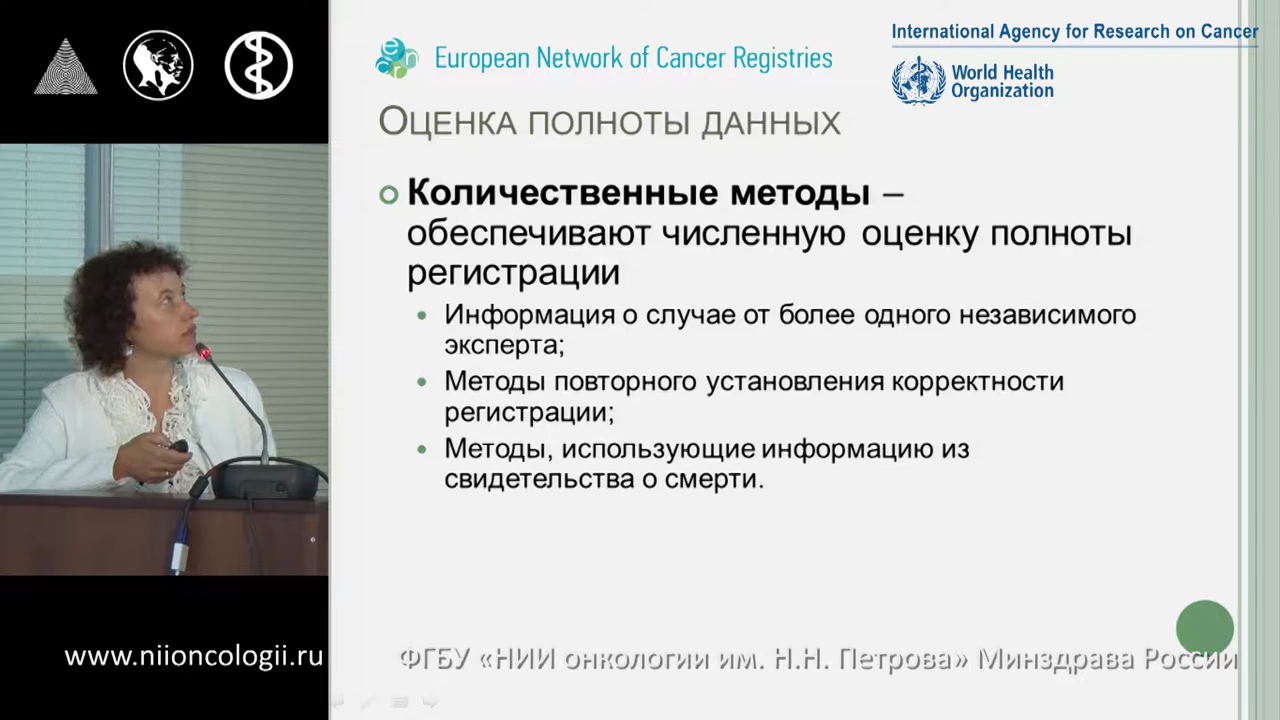 European Network of Cancer Registries
International Agency for Research on Cancer
World Health
Organization
ОЦЕНКА ПОЛНОТЫ ДАННЫХ
Количественные методы –
обеспечивают численную оценку полноты
регистрации
Информация о случае от более одного независимого
эксперта;
Методы повторного установления корректности
регистрации;
Методы, использующие информацию из
свидетельства о смерти.
www.niioncologii.ru
ФГБУ «НИИ онкологии им. Н.Н. Петрова» Минздрава России